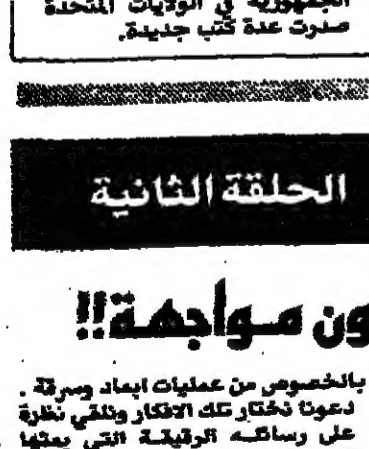 الجمهورية في الولايات المتحدة
صدرت عدة كتب جديدة.
الحلقة الثانية
ون مواجهة!!
بالخصوص من عمليات ابعاد وسرقة .
دعونا نختار تلك الافكار ونلقي نظرة
على رسائله الرقيقة التي بعثها